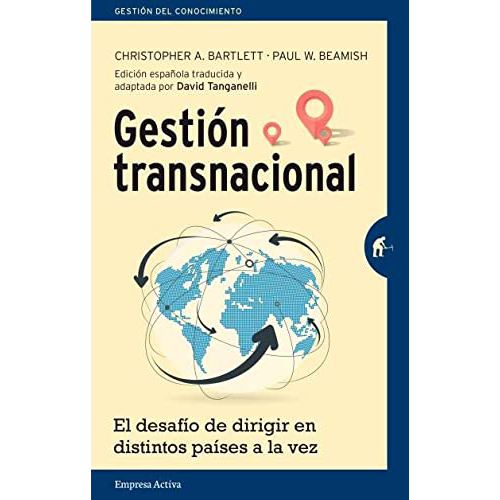 GESTIÓN DEL CONOCIMIENTO
CHRISTOPHER A. BARTLETT · PAUL W. BEAMISH
Edición española traducida y
adaptada por David Tanganelli
Gestión
transnacional
El desafío de dirigir en
distintos países a la vez
Empresa Activa